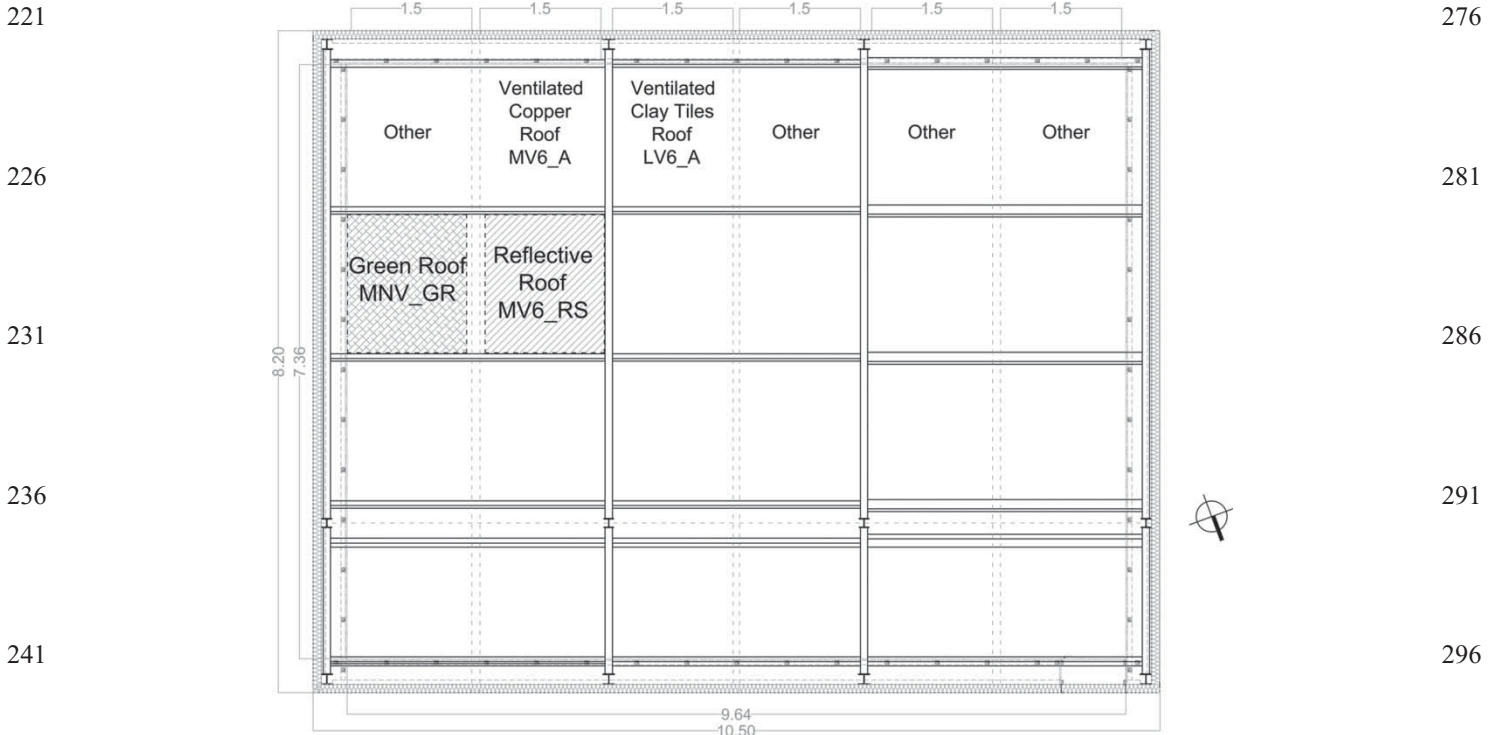 221
276
1.5 1.5 1.5 1.5 1.5 1.5
Other
Ventilated
Copper
Roof
MV6_A
Ventilated
Clay Tiles
Roof
LV6_A
Other
Other
Other
226
281
Green Roof
MNV_GR
Reflective
Roof
MV6_RS
231
286
8.20
7.36
236
291
241
296
9.64
10.50